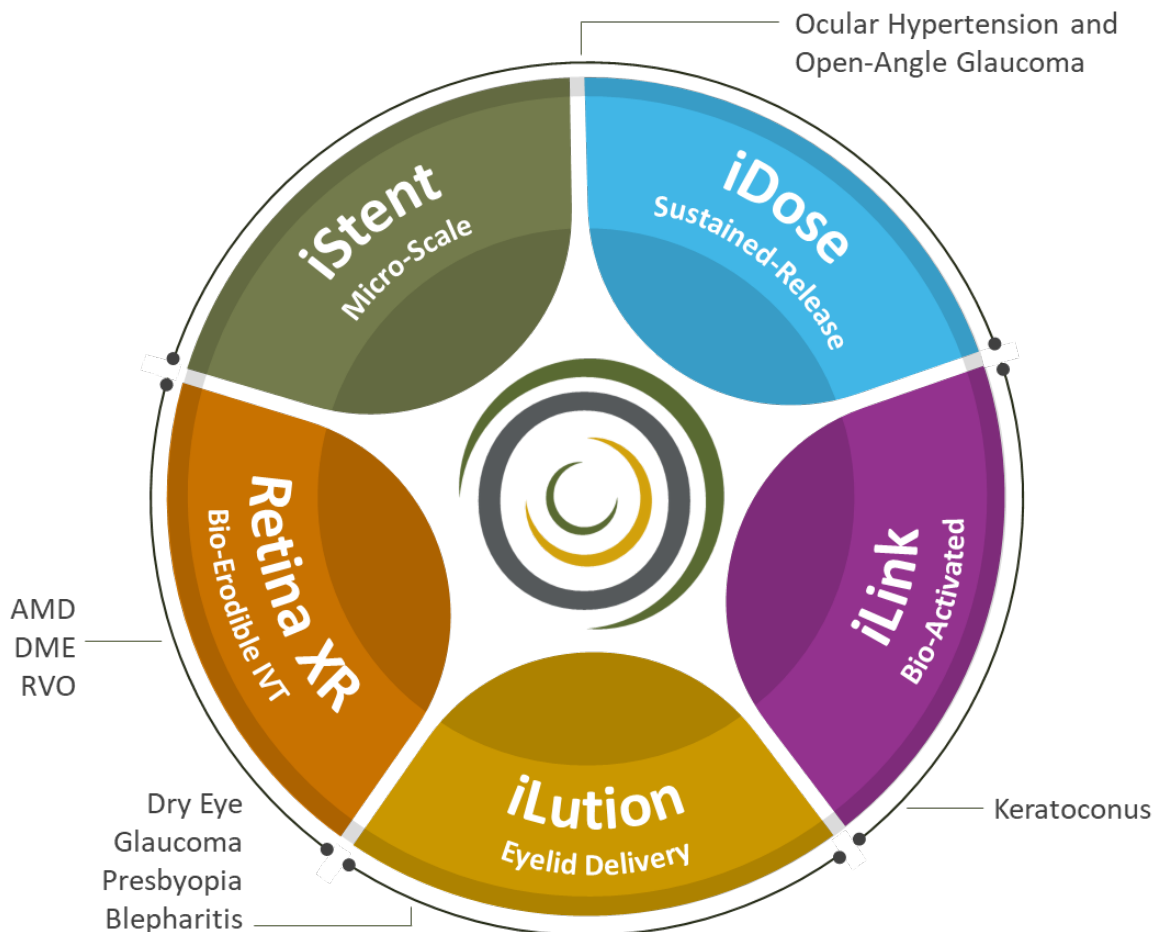 Ocular Hypertension and
Open-Angle Glaucoma
iStent
Micro-Scale
iDose
Sustained-Release
Retina XR
Bio-Erodible IVT
iLink
Bio-Activated
AMD
DME
RVO
iLution
Eyelid Delivery
Dry Eye
Glaucoma
Presbyopia
Blepharitis
Keratoconus